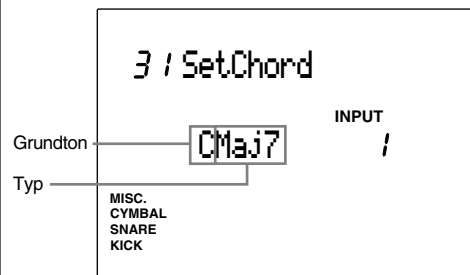 31 SetChord
INPUT
Grundton
CMaj7
1
Typ
MISC.
CYMBAL
SNARE
KICK